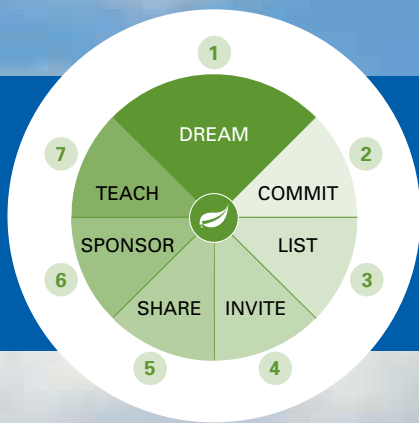 1
DREAM
2
COMMIT
3
LIST
4
INVITE
5
SHARE
6
SPONSOR
7
TEACH